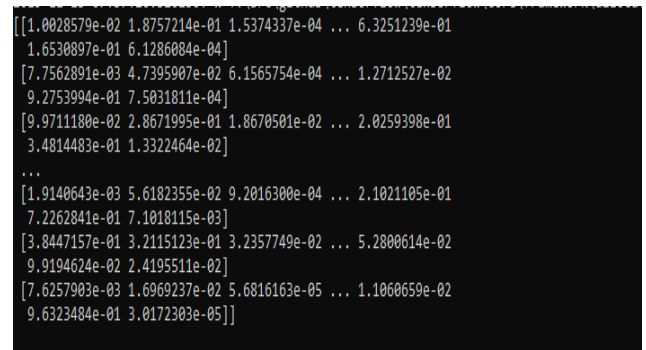 [[1.0028579e-02 1.8757214e-01 1.5374337e-04 ... 6.3251239e-01
1.6530897e-01 6.1286084e-04]
[7.7562891e-03 4.7395907e-02 6.1565754e-04 ... 1.2712527e-02
9.2753994e-01 7.5031811e-04]
[9.9711180e-02 2.8671995e-01 1.8670501e-02 ... 2.0259398e-01
3.4814483e-01 1.3322464e-02]
...
[1.9140643e-03 5.6182355e-02 9.2016300e-04 ... 2.1021105e-01
7.2262841e-01 7.1018115e-03]
[3.8447157e-01 3.2115123e-01 3.2357749e-02 ... 5.2800614e-02
9.9194624e-02 2.4195511e-02]
[7.6257903e-03 1.6969237e-02 5.6816163e-05 ... 1.1060659e-02
9.6323484e-01 3.0172303e-05]]